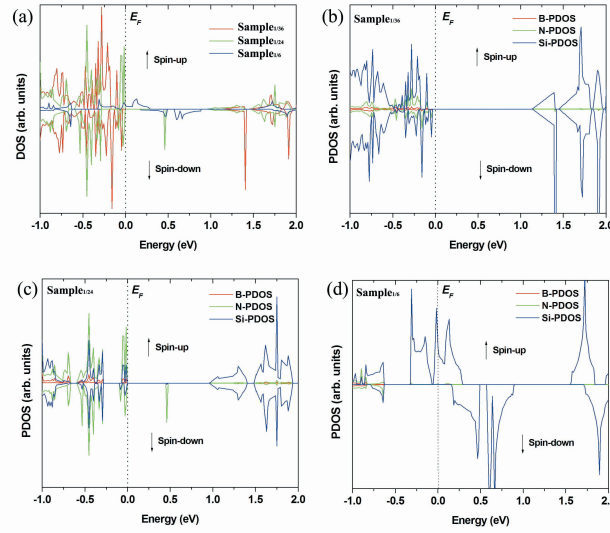 (a)
E_F
Sample1/36
Sample1/24
Sample1/6
Spin-up
Spin-down
DOS (arb. units)
-1.0 -0.5 0.0 0.5 1.0 1.5 2.0
Energy (eV)
(b)
Sample1/36
E_F
B-PDOS
N-PDOS
Si-PDOS
Spin-up
Spin-down
PDOS (arb. units)
-1.0 -0.5 0.0 0.5 1.0 1.5 2.0
Energy (eV)
(c)
Sample1/24
E_F
B-PDOS
N-PDOS
Si-PDOS
Spin-up
Spin-down
PDOS (arb. units)
-1.0 -0.5 0.0 0.5 1.0 1.5 2.0
Energy (eV)
(d)
Sample1/6
E_F
B-PDOS
N-PDOS
Si-PDOS
Spin-up
Spin-down
PDOS (arb. units)
-1.0 -0.5 0.0 0.5 1.0 1.5 2.0
Energy (eV)